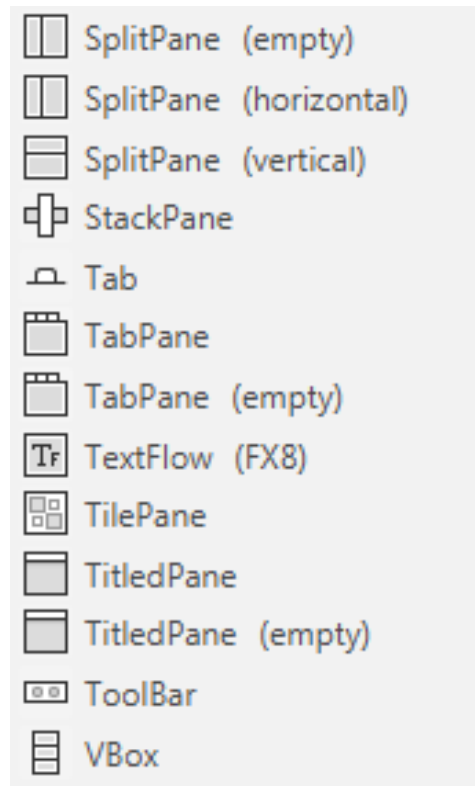 SplitPane (empty)
SplitPane (horizontal)
SplitPane (vertical)
StackPane
Tab
TabPane
TabPane (empty)
TF TextFlow (FX8)
TilePane
TitledPane
TitledPane (empty)
ToolBar
VBox